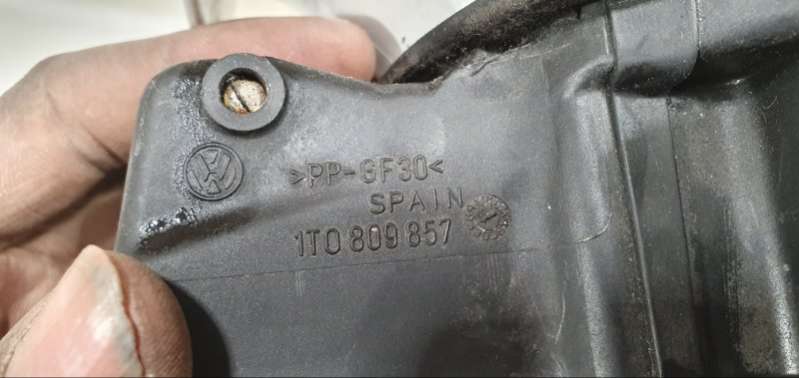 >PP-GF30<
SPAIN
1T0 809 857